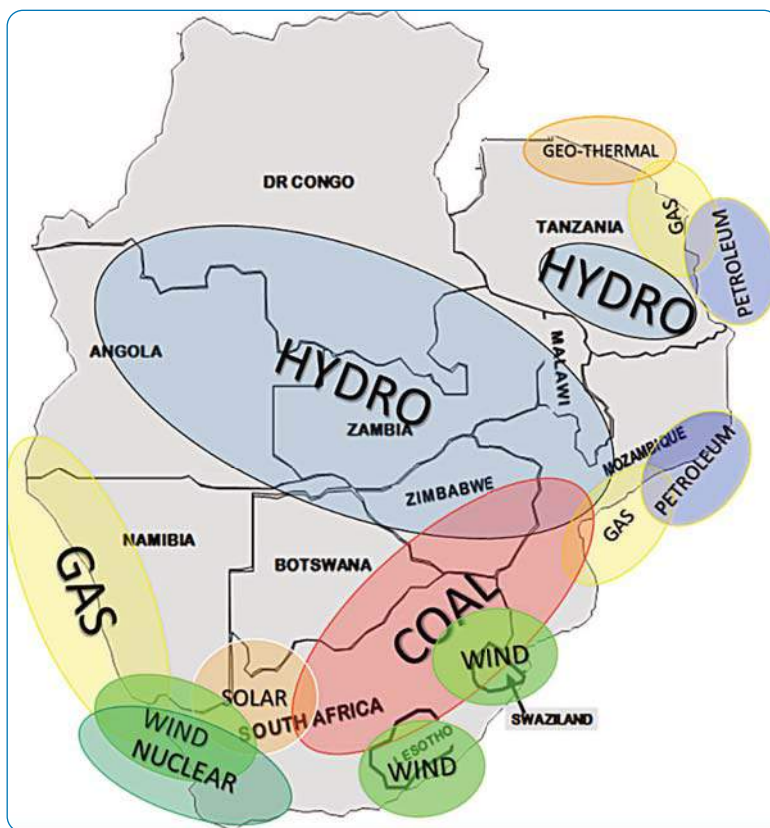 GEO-THERMAL
DR CONGO
GAS
TANZANIA
PETROLEUM
HYDRO
MALAWI
ANGOLA
HYDRO
ZAMBIA
MOZAMBIQUE
PETROLEUM
ZIMBABWE
GAS
NAMIBIA
BOTSWANA
GAS
COAL
WIND
SOLAR
SOUTH AFRICA
SWAZILAND
WIND
NUCLEAR
LESOTHO
WIND